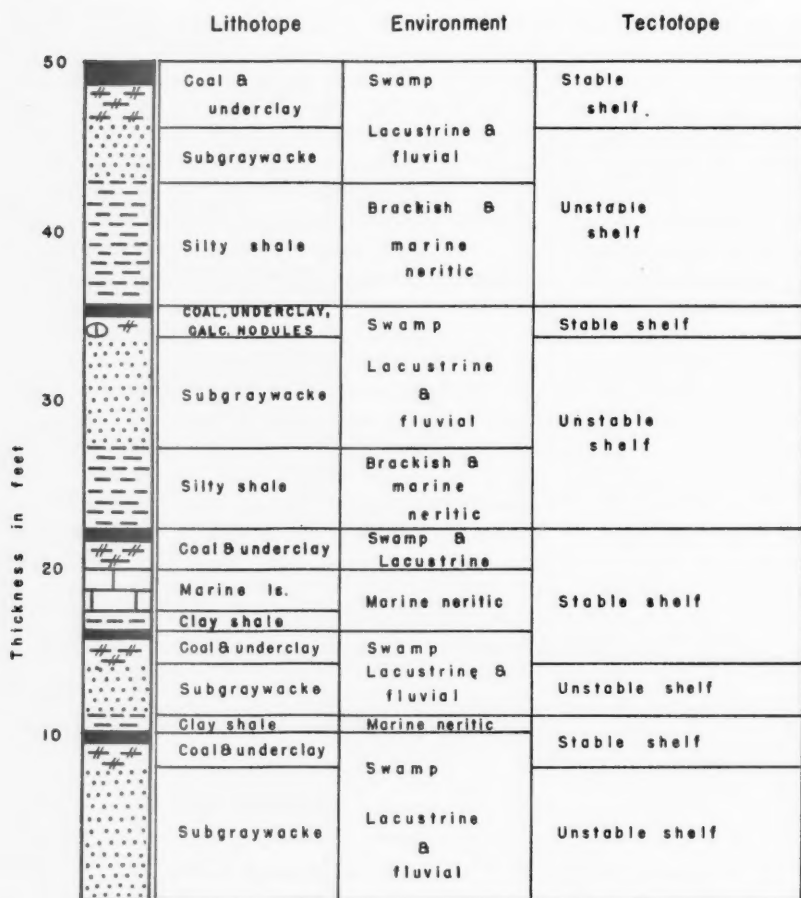 Lithotope Environment Tectotope
50
Coal &
underclay
Swamp
Stable
shelf
Subgraywacke
Lacustrine &
fluvial
Unstable
shelf
40
Silty shale
Brackish &
marine
neritic
COAL, UNDERCLAY,
CALC. NODULES
Swamp
Stable shelf
30
Subgraywacke
Lacustrine
&
fluvial
Unstable
shelf
Silty shale
Brackish &
marine
neritic
20
Coal & underclay
Swamp &
Lacustrine
Stable shelf
Marine ls.
Marine neritic
Clay shale
Coal & underclay
Swamp
Lacustrine &
fluvial
Subgraywacke
Unstable shelf
Clay shale
Marine neritic
Stable shelf
10
Coal & underclay
Swamp
Subgraywacke
Lacustrine
&
fluvial
Unstable shelf
Thickness in feet